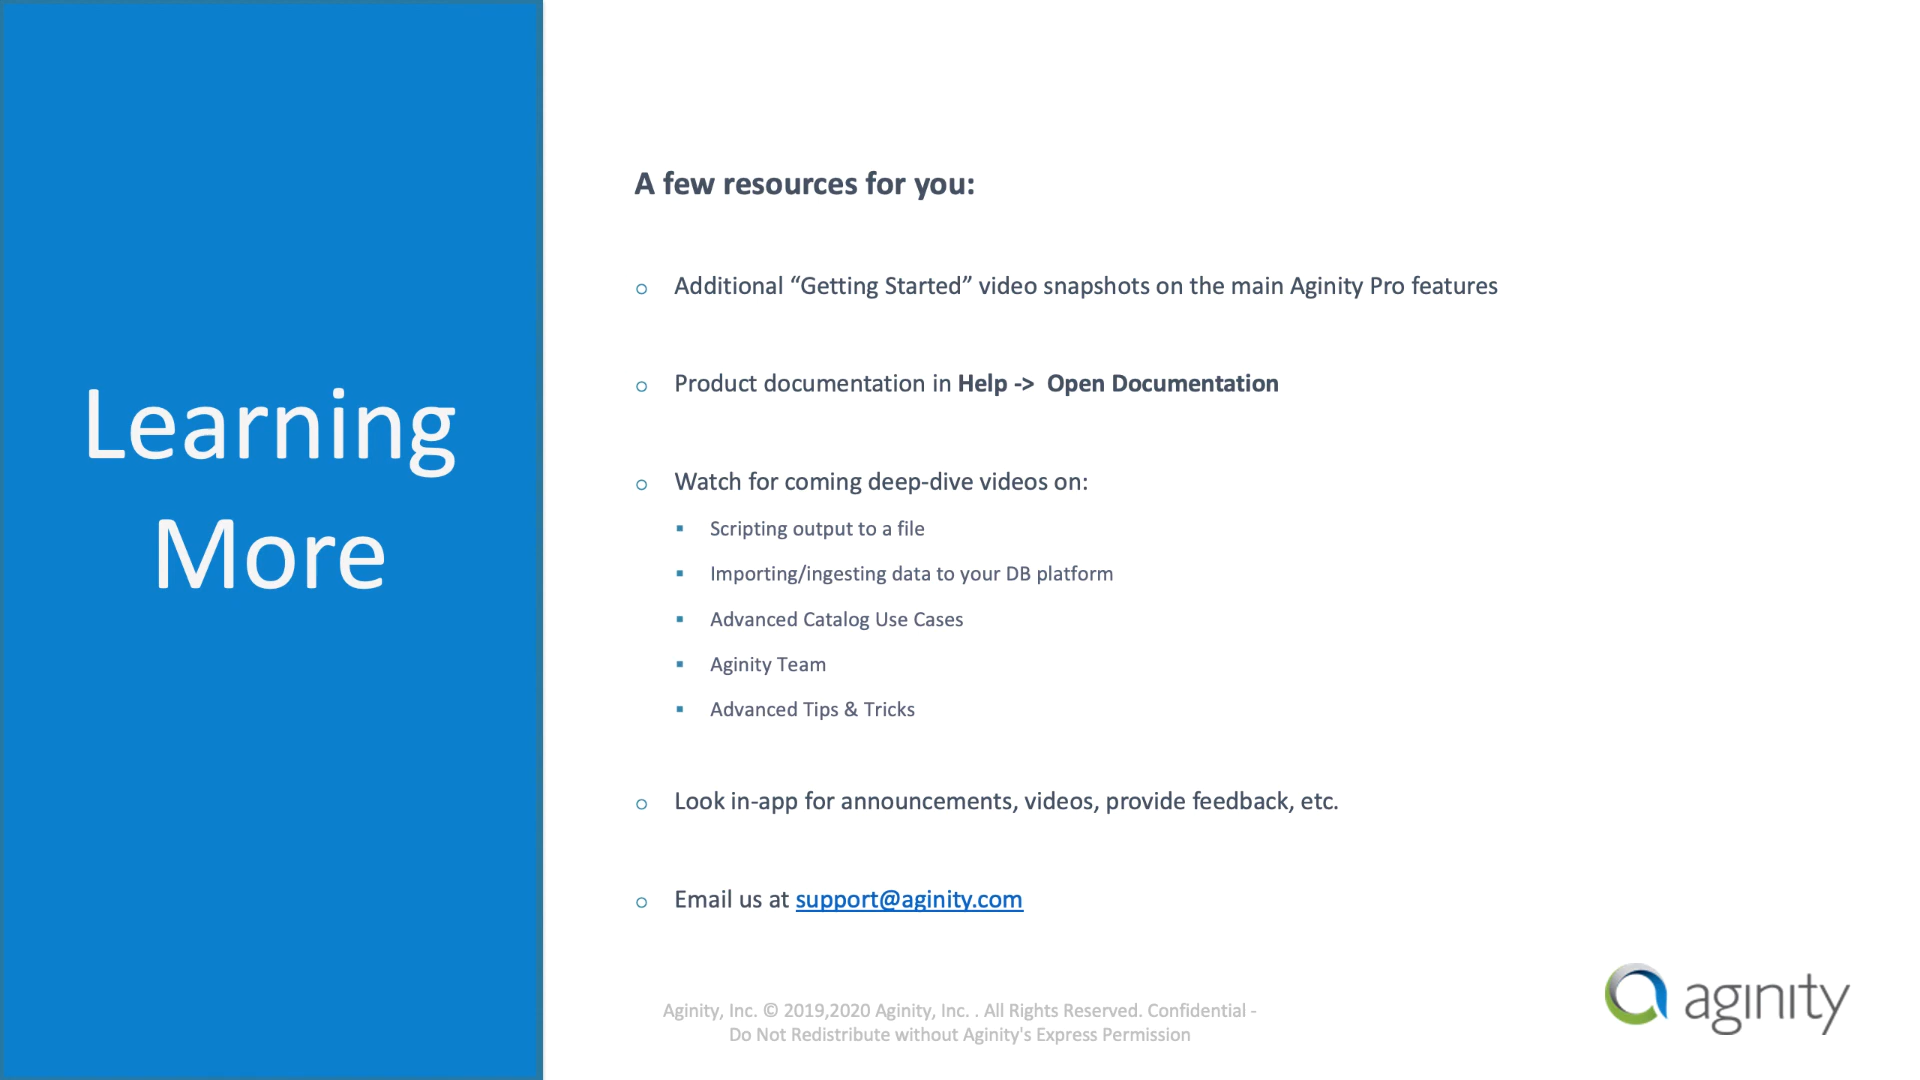 Learning
More
A few resources for you:
Additional “Getting Started” video snapshots on the main Aginity Pro features
Product documentation in Help -> Open Documentation
Watch for coming deep-dive videos on:
Scripting output to a file
Importing/ingesting data to your DB platform
Advanced Catalog Use Cases
Aginity Team
Advanced Tips & Tricks
Look in-app for announcements, videos, provide feedback, etc.
Email us at support@aginity.com
Aginity, Inc. © 2019,2020 Aginity, Inc. . All Rights Reserved. Confidential -
Do Not Redistribute without Aginity's Express Permission
aginity